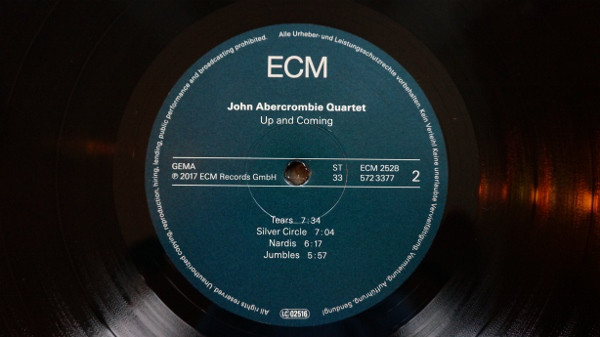 ECM
John Abercrombie Quartet
Up and Coming
GEMA ST ECM 2528
℗ 2017 ECM Records GmbH 33 572 3377 2
Tears 7:34
Silver Circle 7:04
Nardis 6:17
Jumbles 5:57
LC 02516
Alle Urheber- und Leistungsschutzrechte vorbehalten. Kein Verleih! Keine unerlaubte Vervielfältigung, Vermietung, Aufführung, Sendung!
All rights reserved. Unauthorized copying, reproduction, hiring, lending, public performance and broadcasting prohibited.